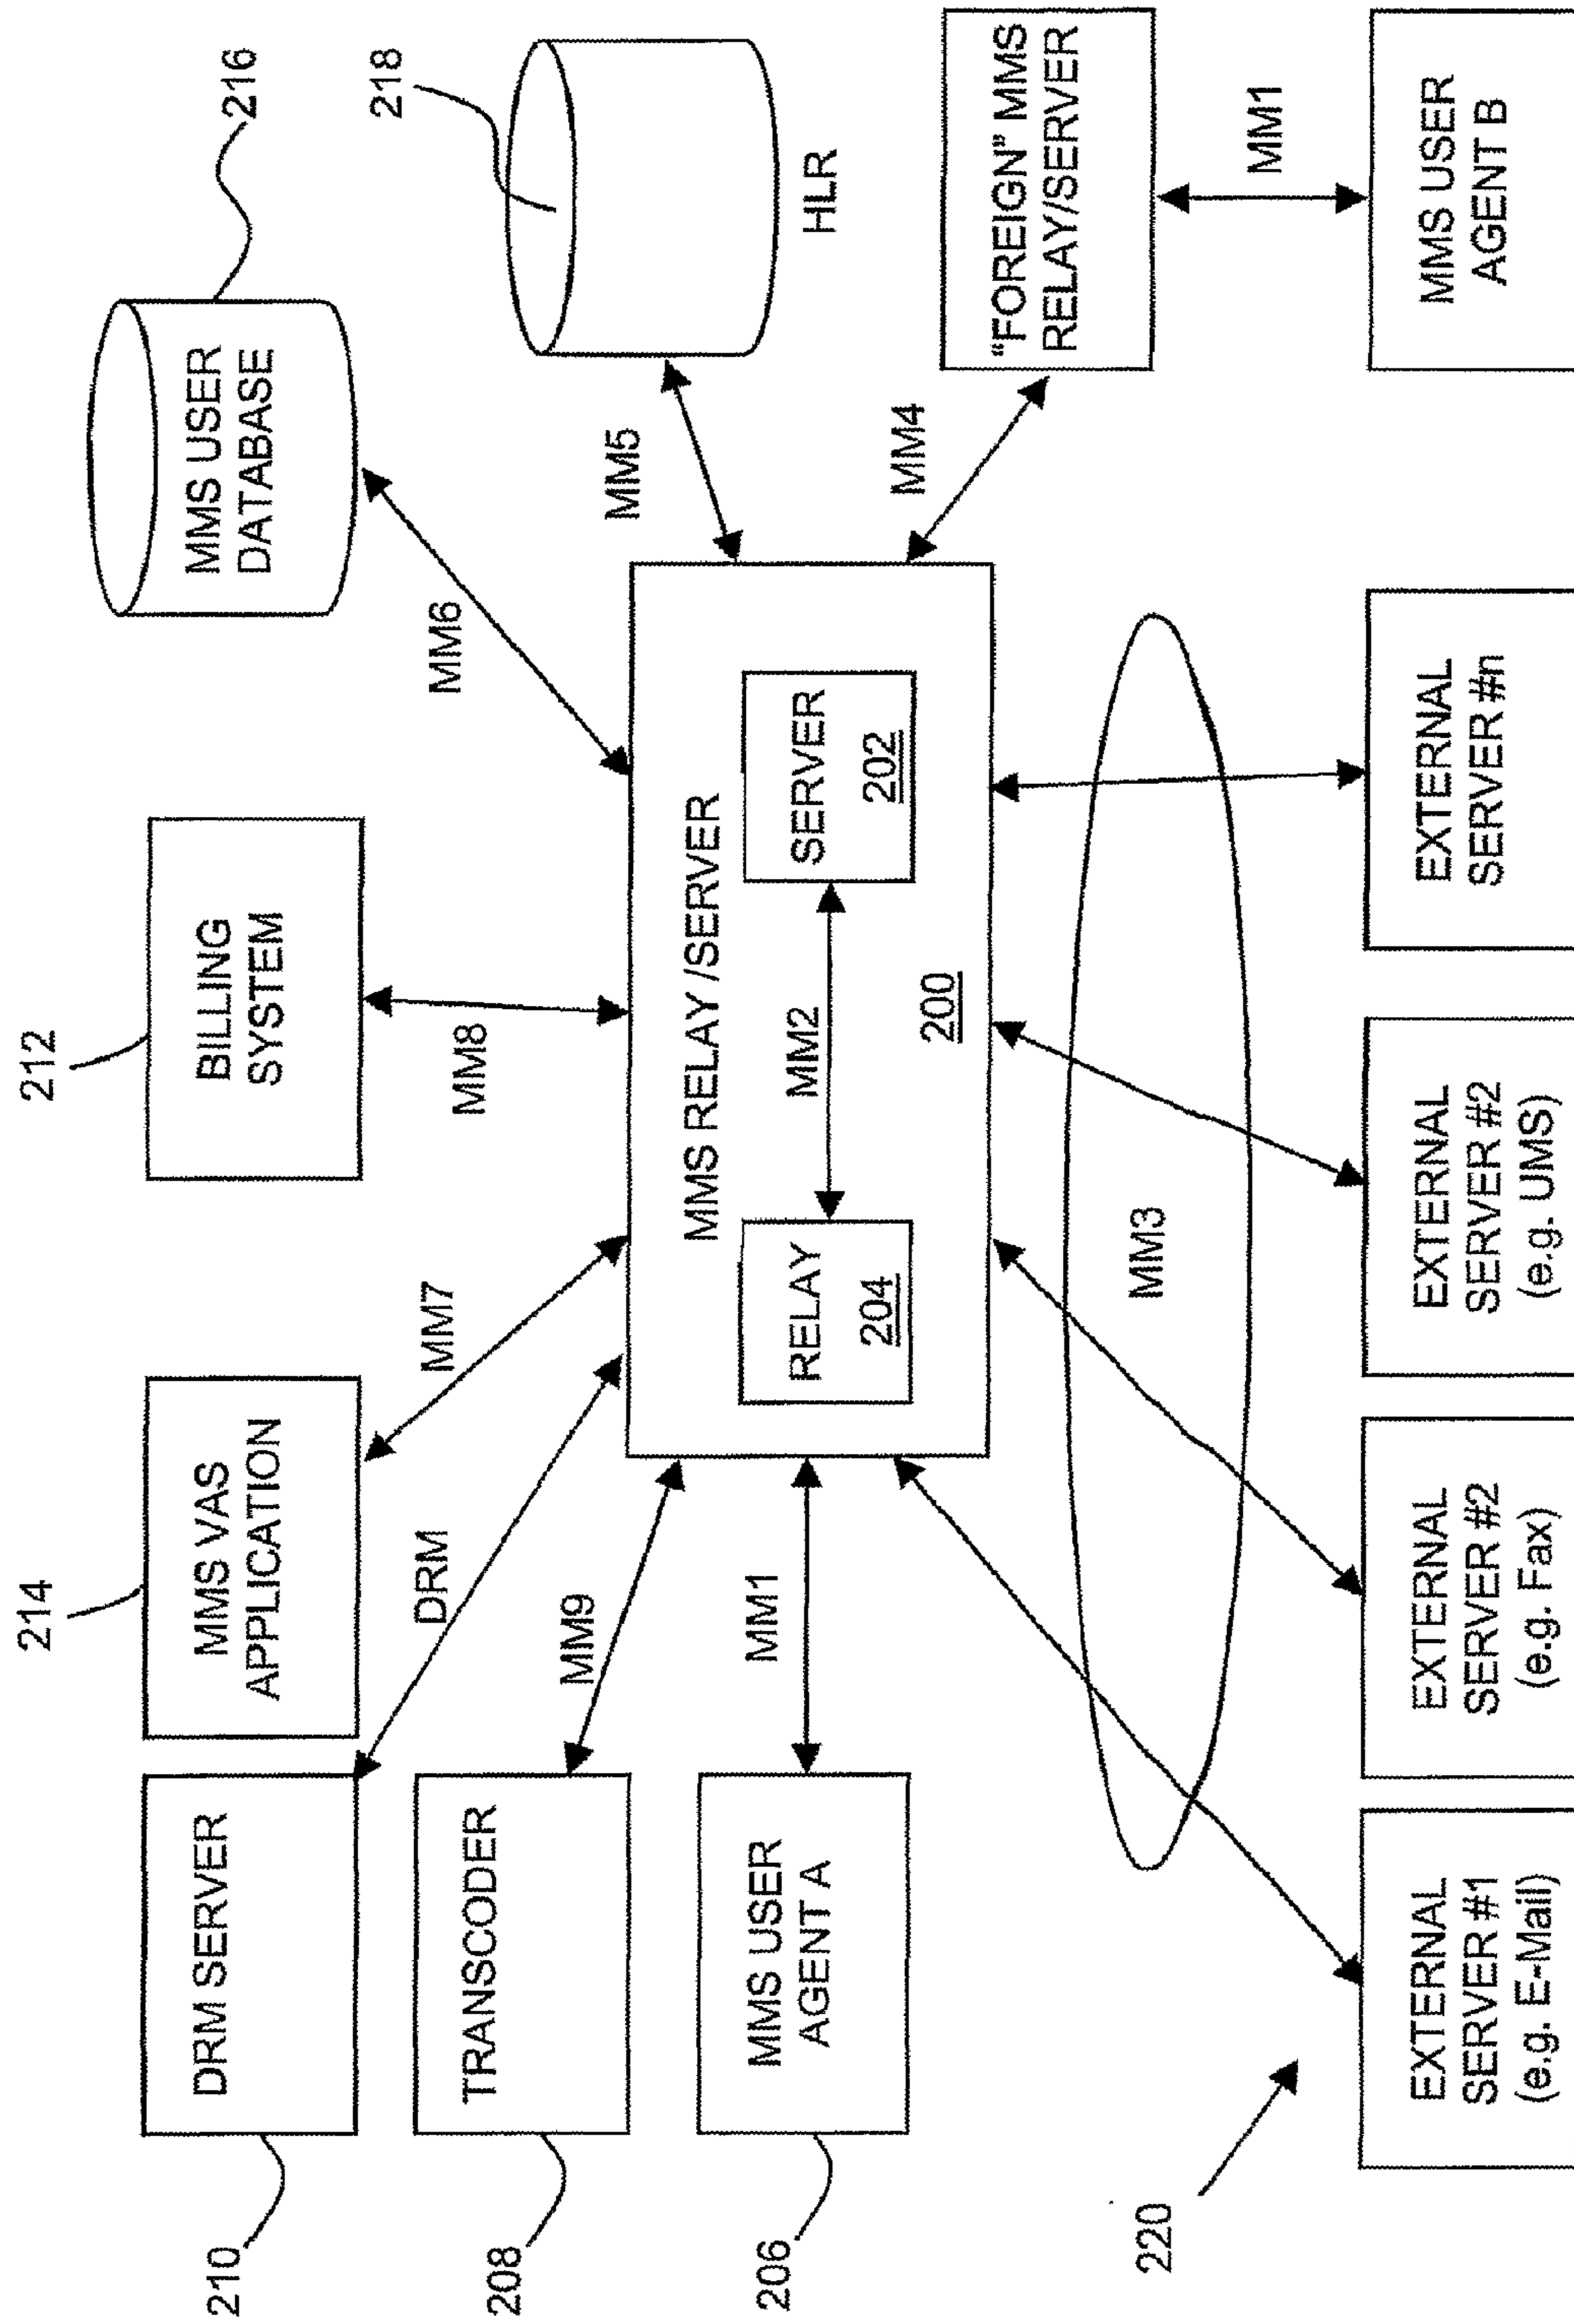 214
212
216
218
210
DRM SERVER
MMS VAS
APPLICATION
BILLING
SYSTEM
MMS USER
DATABASE
208
TRANSCODER
DRM
MM7
MM8
MM6
MM5
HLR
MM9
206
MMS USER
AGENT A
MM1
MMS RELAY /SERVER
RELAY
204
MM2
SERVER
202
200
MM4
"FOREIGN" MMS
RELAY/SERVER
MM3
MM1
220
EXTERNAL
SERVER #1
(e.g. E-Mail)
EXTERNAL
SERVER #2
(e.g. Fax)
EXTERNAL
SERVER #2
(e.g. UMS)
EXTERNAL
SERVER #n
MMS USER
AGENT B